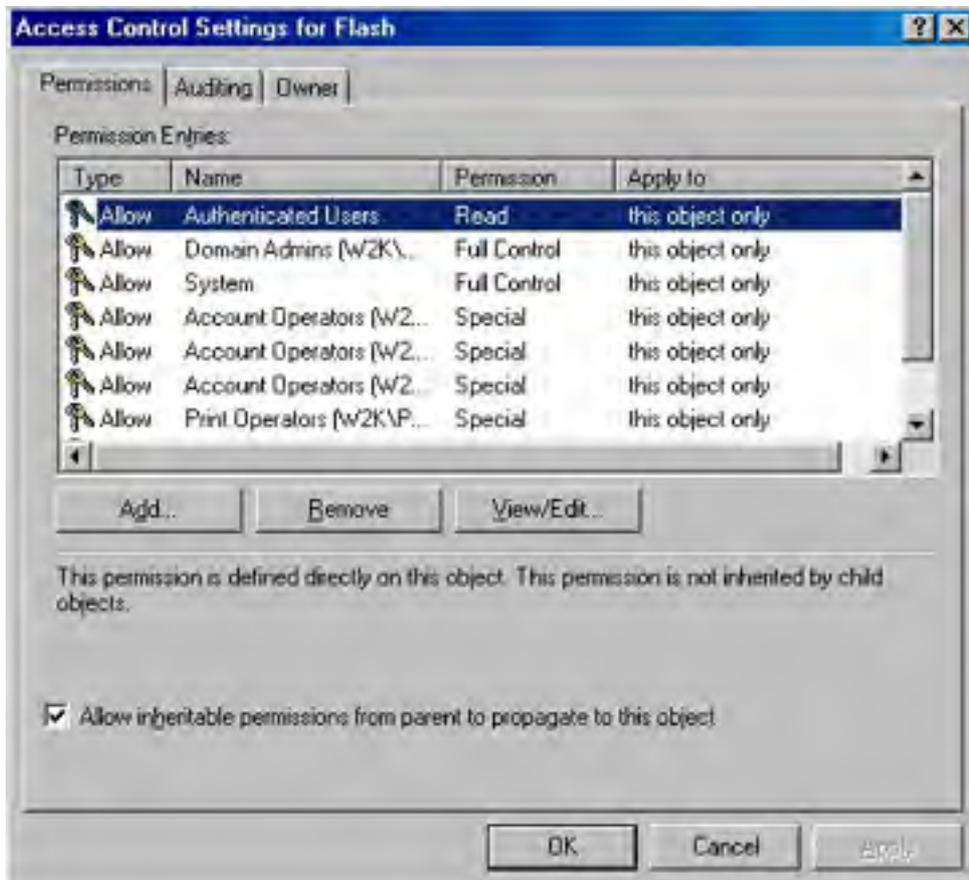 Access Control Settings for Flash
Permissions Auditing Owner
Permission Entries:
Type Name Permission Apply to
Allow Authenticated Users Read this object only
Allow Domain Admins (W2K\... Full Control this object only
Allow System Full Control this object only
Allow Account Operators (W2... Special this object only
Allow Account Operators (W2... Special this object only
Allow Account Operators (W2... Special this object only
Allow Print Operators (W2K\P... Special this object only
Add... Remove View/Edit...
This permission is defined directly on this object. This permission is not inherited by child
objects.
Allow inheritable permissions from parent to propagate to this object
OK Cancel Apply